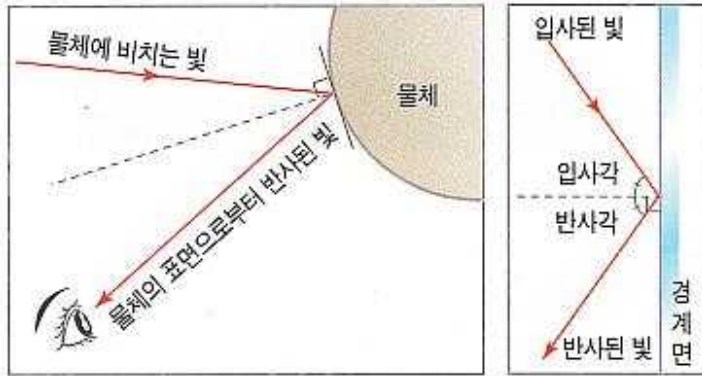 물체에 비치는 빛
물체
물체의 표면으로부터 반사된 빛
입사된 빛
입사각
반사각
반사된 빛
경계면